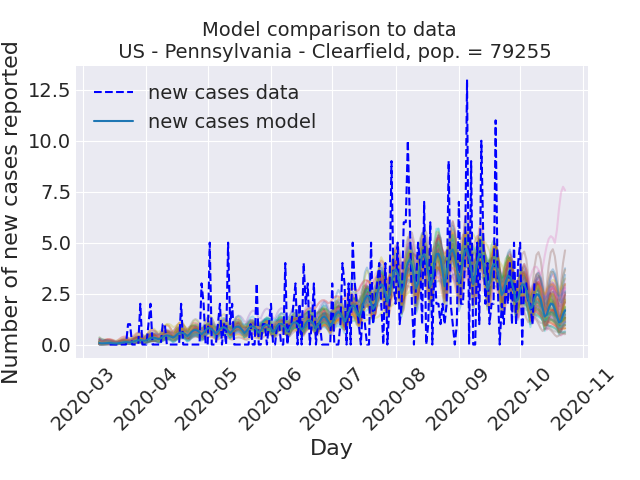 Model comparison to data
US - Pennsylvania - Clearfield, pop. = 79255
Number of new cases reported
12.5
10.0
7.5
5.0
2.5
0.0
new cases data
new cases model
2020-03
2020-04
2020-05
2020-06
2020-07
2020-08
2020-09
2020-10
2020-11
Day